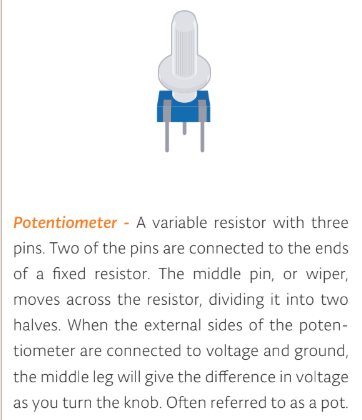 Potentiometer - A variable resistor with three
pins. Two of the pins are connected to the ends
of a fixed resistor. The middle pin, or wiper,
moves across the resistor, dividing it into two
halves. When the external sides of the poten-
tiometer are connected to voltage and ground,
the middle leg will give the difference in voltage
as you turn the knob. Often referred to as a pot.